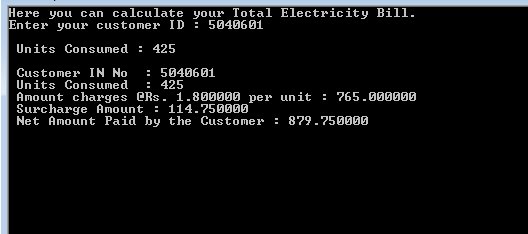 Here you can calculate your Total Electricity Bill.
Enter your customer ID : 5040601
Units Consumed : 425
Customer IN No : 5040601
Units Consumed : 425
Amount charges @Rs. 1.800000 per unit : 765.000000
Surcharge Amount : 114.750000
Net Amount Paid by the Customer : 879.750000